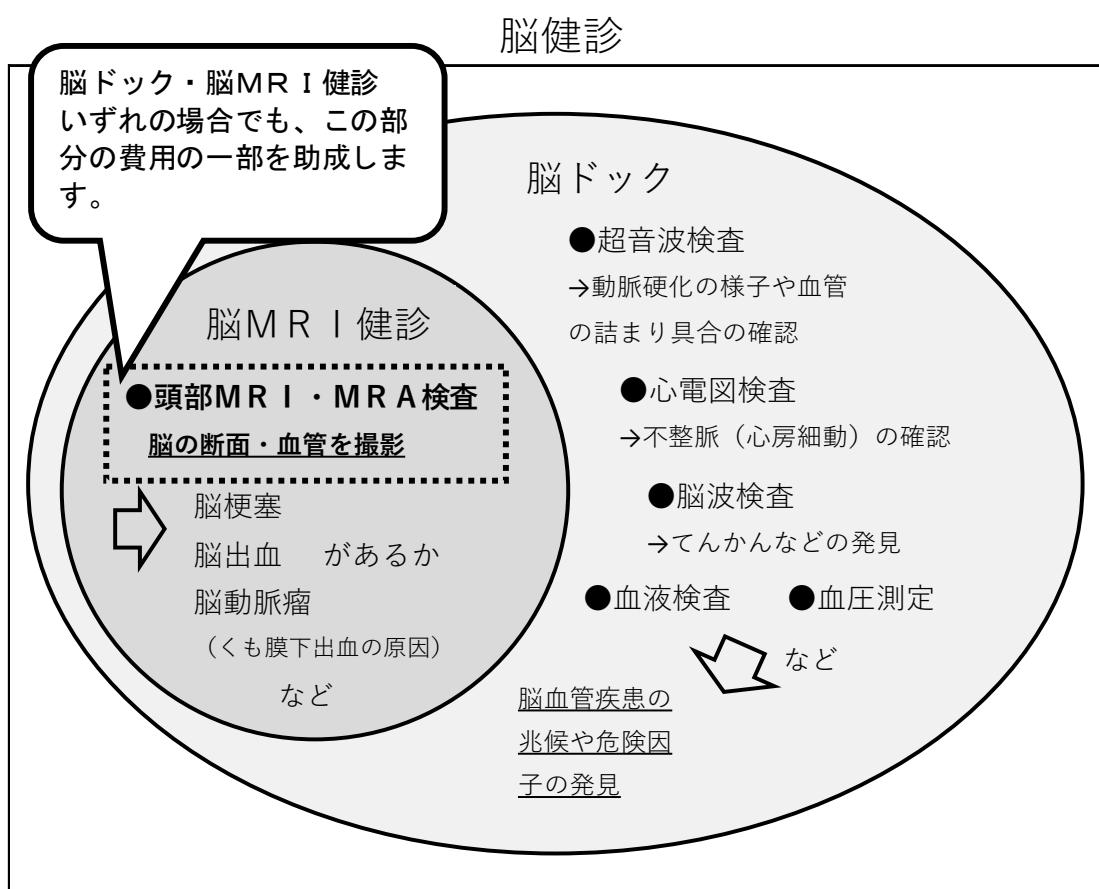 脳健診
脳ドック・脳MRI健診
いずれの場合でも、この部
分の費用の一部を助成しま
す。
脳ドック
●超音波検査
→動脈硬化の様子や血管
の詰まり具合の確認
●心電図検査
→不整脈（心房細動）の確認
●脳波検査
→てんかんなどの発見
●血液検査　●血圧測定
など
脳血管疾患の
兆候や危険因
子の発見
脳MRI健診
●頭部MRI・MRA検査
脳の断面・血管を撮影
脳梗塞
脳出血　があるか
脳動脈瘤
（くも膜下出血の原因）
など